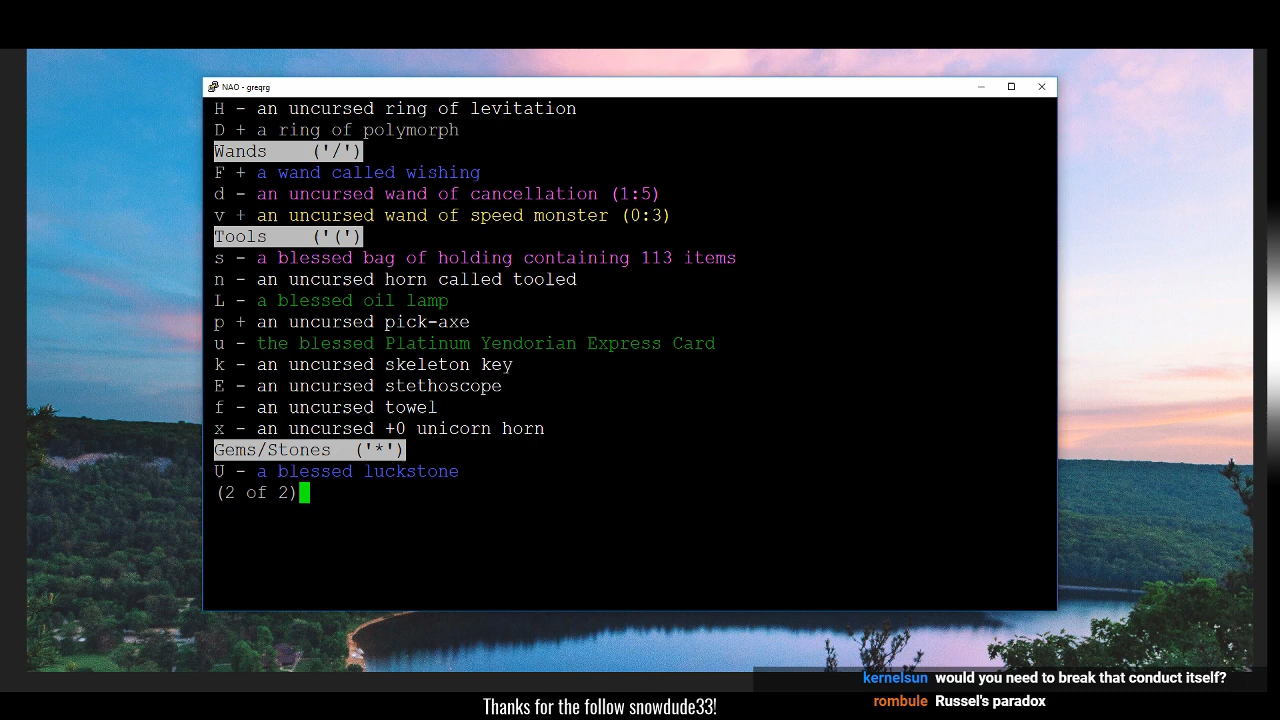 NAO - greqrg
H - an uncursed ring of levitation
D + a ring of polymorph
Wands ('/')
F + a wand called wishing
d - an uncursed wand of cancellation (1:5)
v + an uncursed wand of speed monster (0:3)
Tools ('(')
s - a blessed bag of holding containing 113 items
n - an uncursed horn called tooled
L - a blessed oil lamp
p + an uncursed pick-axe
u - the blessed Platinum Yendorian Express Card
k - an uncursed skeleton key
E - an uncursed stethoscope
f - an uncursed towel
x - an uncursed +0 unicorn horn
Gems/Stones ('*')
U - a blessed luckstone
(2 of 2)
kernelsun would you need to break that conduct itself?
rombule Russel's paradox
Thanks for the follow snowdude33!